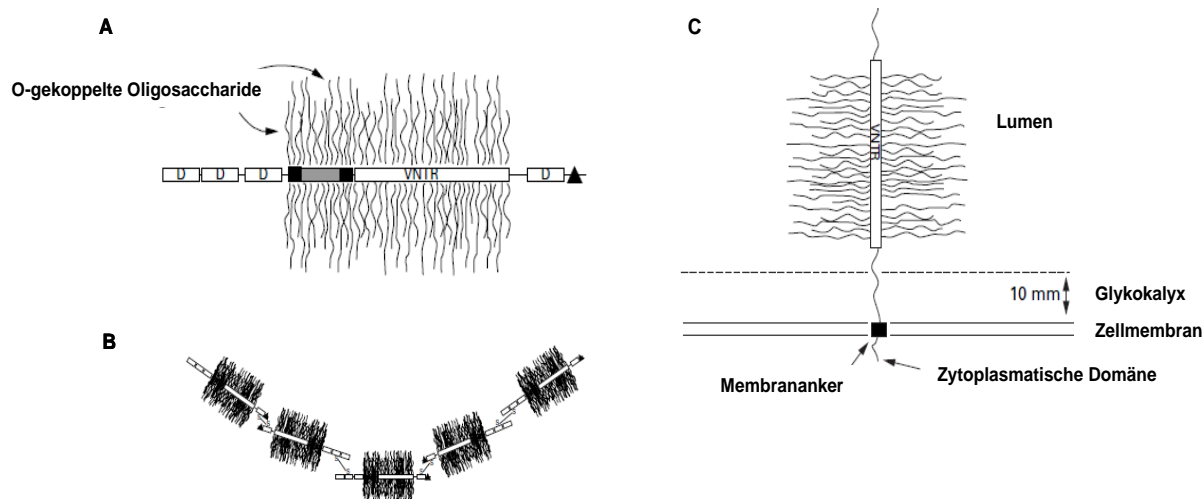 A
O-gekoppelte Oligosaccharide
D D D VNTR D
B
S S S S
C
VNTR
Lumen
10 mm
Glykokalyx
Zellmembran
Membrananker
Zytoplasmatische Domäne